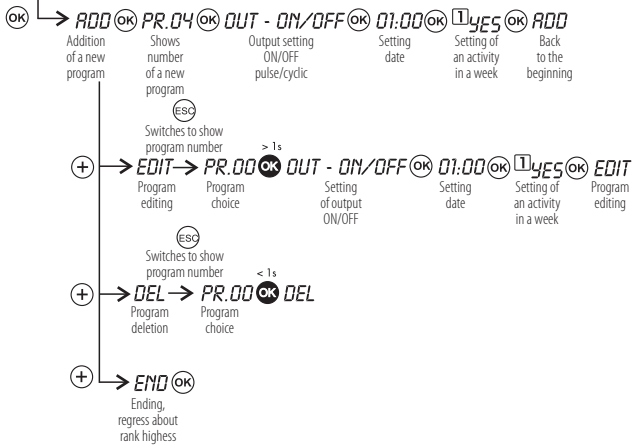 OK ADD OK PR.04 OK OUT - ON/OFF OK 01:00 OK 1 YES OK ADD
Addition of a new program
Shows number of a new program
Output setting ON/OFF pulse/cyclic
Setting date
Setting of an activity in a week
Back to the beginning
ESC
Switches to show program number
> 1s
+ EDIT PR.00 OK OUT - ON/OFF OK 01:00 OK 1 YES OK EDIT
Program editing
Program choice
Setting of output ON/OFF
Setting date
Setting of an activity in a week
Program editing
ESC
Switches to show program number
< 1s
+ DEL PR.00 OK DEL
Program deletion
Program choice
+ END OK
Ending,
regress about
rank highess